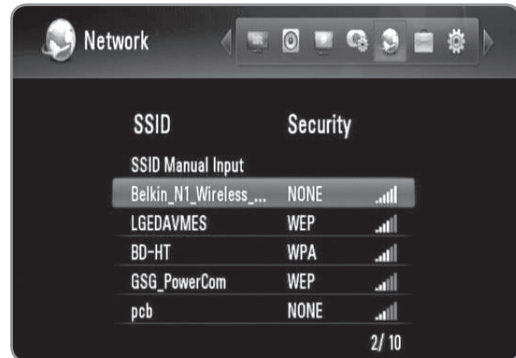 Network
SSID Security
SSID Manual Input
Belkin_N1_Wireless_... NONE
LGEDAVMES WEP
BD-HT WPA
GSG_PowerCom WEP
pcb NONE
2/ 10